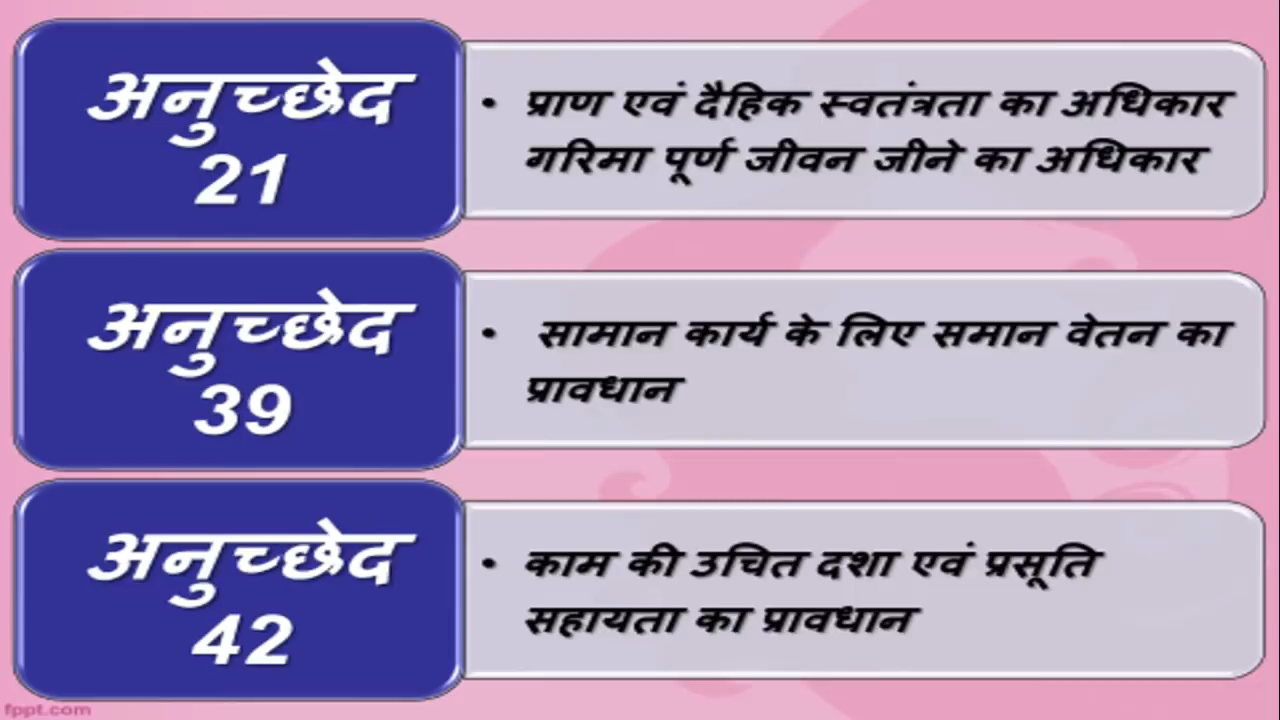 अनुच्छेद
21
• प्राण एवं दैहिक स्वतंत्रता का अधिकार
गरिमा पूर्ण जीवन जीने का अधिकार
अनुच्छेद
39
• सामान कार्य के लिए समान वेतन का
प्रावधान
अनुच्छेद
42
• काम की उचित दशा एवं प्रसूति
सहायता का प्रावधान
fppt.com